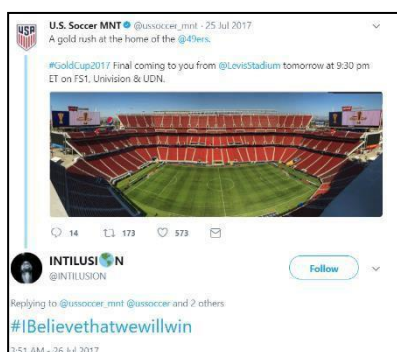 U.S. Soccer MNT @ussoccer_mnt · 25 Jul 2017
A gold rush at the home of the @49ers.
#GoldCup2017 Final coming to you from @LevisStadium tomorrow at 9:30 pm
ET on FS1, Univision & UDN.
14 173 573
INTILUSI🌎N
@INTILUSION
Follow
Replying to @ussoccer_mnt @ussoccer and 2 others
#IBelievethatwewillwin
3:51 AM - 26 Jul 2017